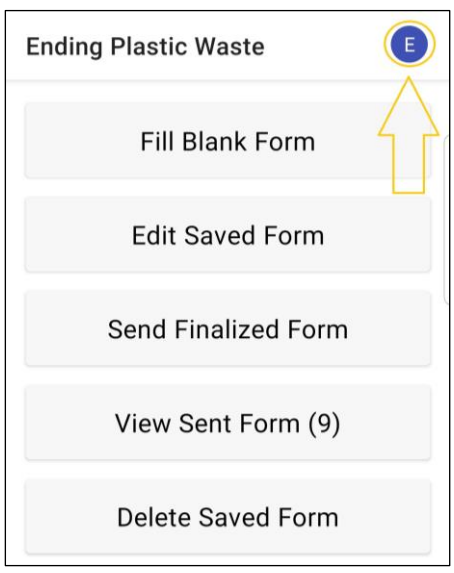 Ending Plastic Waste
E
Fill Blank Form
Edit Saved Form
Send Finalized Form
View Sent Form (9)
Delete Saved Form